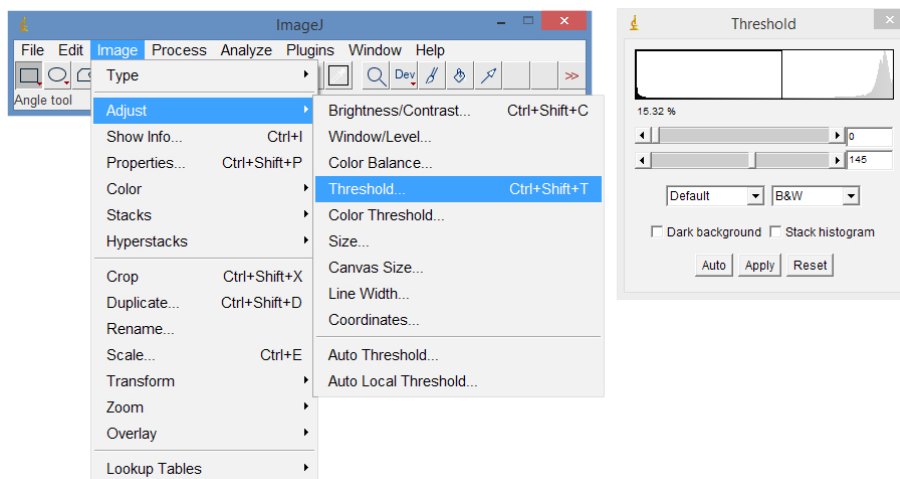 ImageJ
File Edit Image Process Analyze Plugins Window Help
Dev >>
Angle tool
Type
Adjust
Show Info... Ctrl+I
Properties... Ctrl+Shift+P
Color
Stacks
Hyperstacks
Crop Ctrl+Shift+X
Duplicate... Ctrl+Shift+D
Rename...
Scale... Ctrl+E
Transform
Zoom
Overlay
Lookup Tables
Brightness/Contrast... Ctrl+Shift+C
Window/Level...
Color Balance...
Threshold... Ctrl+Shift+T
Color Threshold...
Size...
Canvas Size...
Line Width...
Coordinates...
Auto Threshold...
Auto Local Threshold...
Threshold
15.32 %
0
145
Default B&W
Dark background Stack histogram
Auto Apply Reset